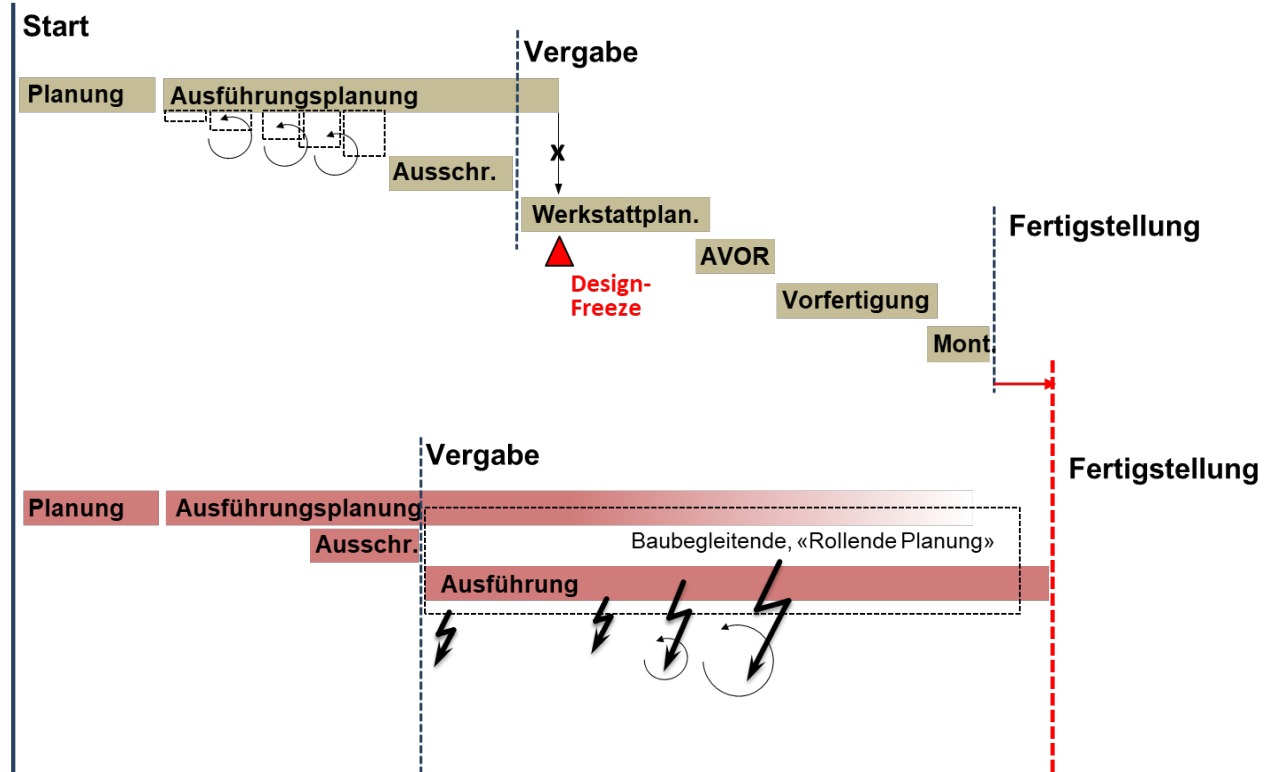 Start
Vergabe
Planung
Ausführungsplanung
x
Ausschr.
Werkstattplan.
Fertigstellung
AVOR
Design-
Freeze
Vorfertigung
Mont.
Vergabe
Fertigstellung
Planung
Ausführungsplanung
Ausschr.
Baubegleitende, «Rollende Planung»
Ausführung